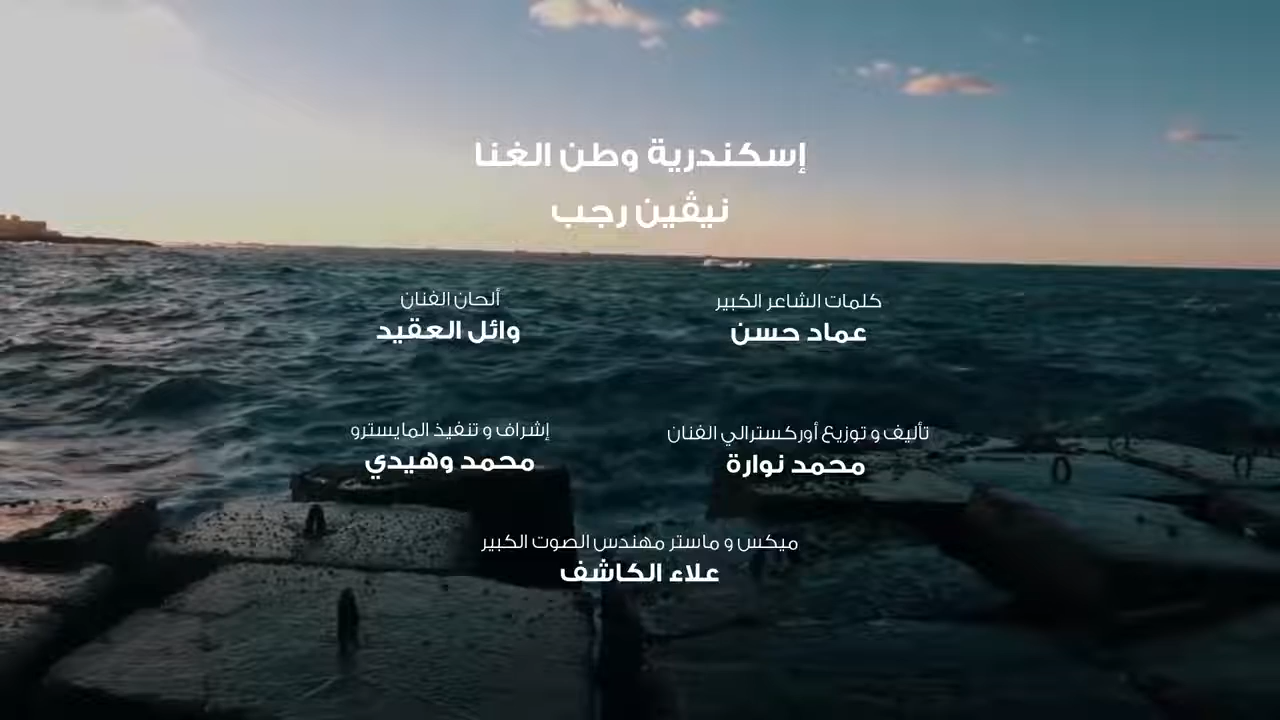 إسكندرية وطن الغنا
نيڤين رجب
كلمات الشاعر الكبير
عماد حسن
ألحان الفنان
وائل العقيد
تأليف و توزيع أوركسترالي الفنان
محمد نوارة
إشراف و تنفيذ المايسترو
محمد وهيدي
ميكس و ماستر مهندس الصوت الكبير
علاء الكاشف